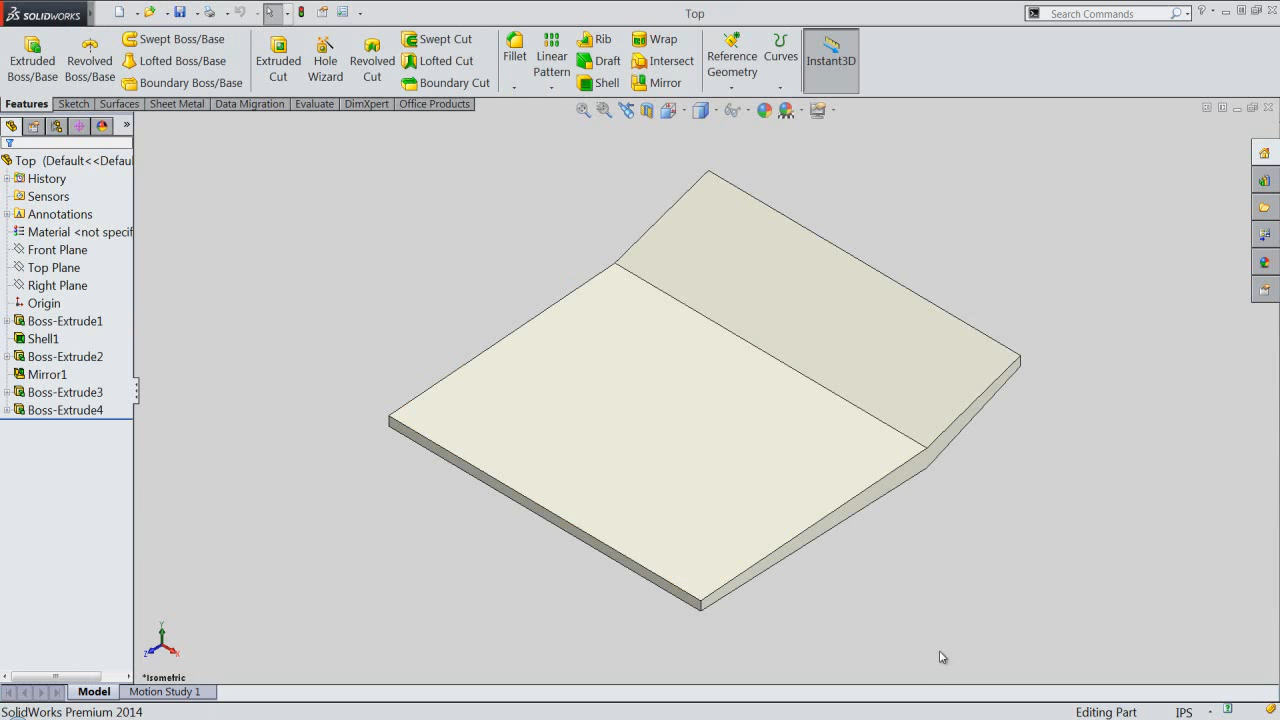 SOLIDWORKS
Top
Search Commands
Extruded Boss/Base
Revolved Boss/Base
Swept Boss/Base
Lofted Boss/Base
Boundary Boss/Base
Extruded Cut
Hole Wizard
Revolved Cut
Swept Cut
Lofted Cut
Boundary Cut
Fillet
Linear Pattern
Rib
Draft
Shell
Wrap
Intersect
Mirror
Reference Geometry
Curves
Instant3D
Features Sketch Surfaces Sheet Metal Data Migration Evaluate DimXpert Office Products
Top (Default<<Defau
History
Sensors
Annotations
Material <not specif
Front Plane
Top Plane
Right Plane
Origin
Boss-Extrude1
Shell1
Boss-Extrude2
Mirror1
Boss-Extrude3
Boss-Extrude4
Y
Z
X
*Isometric
Model Motion Study 1
SolidWorks Premium 2014
Editing Part
IPS